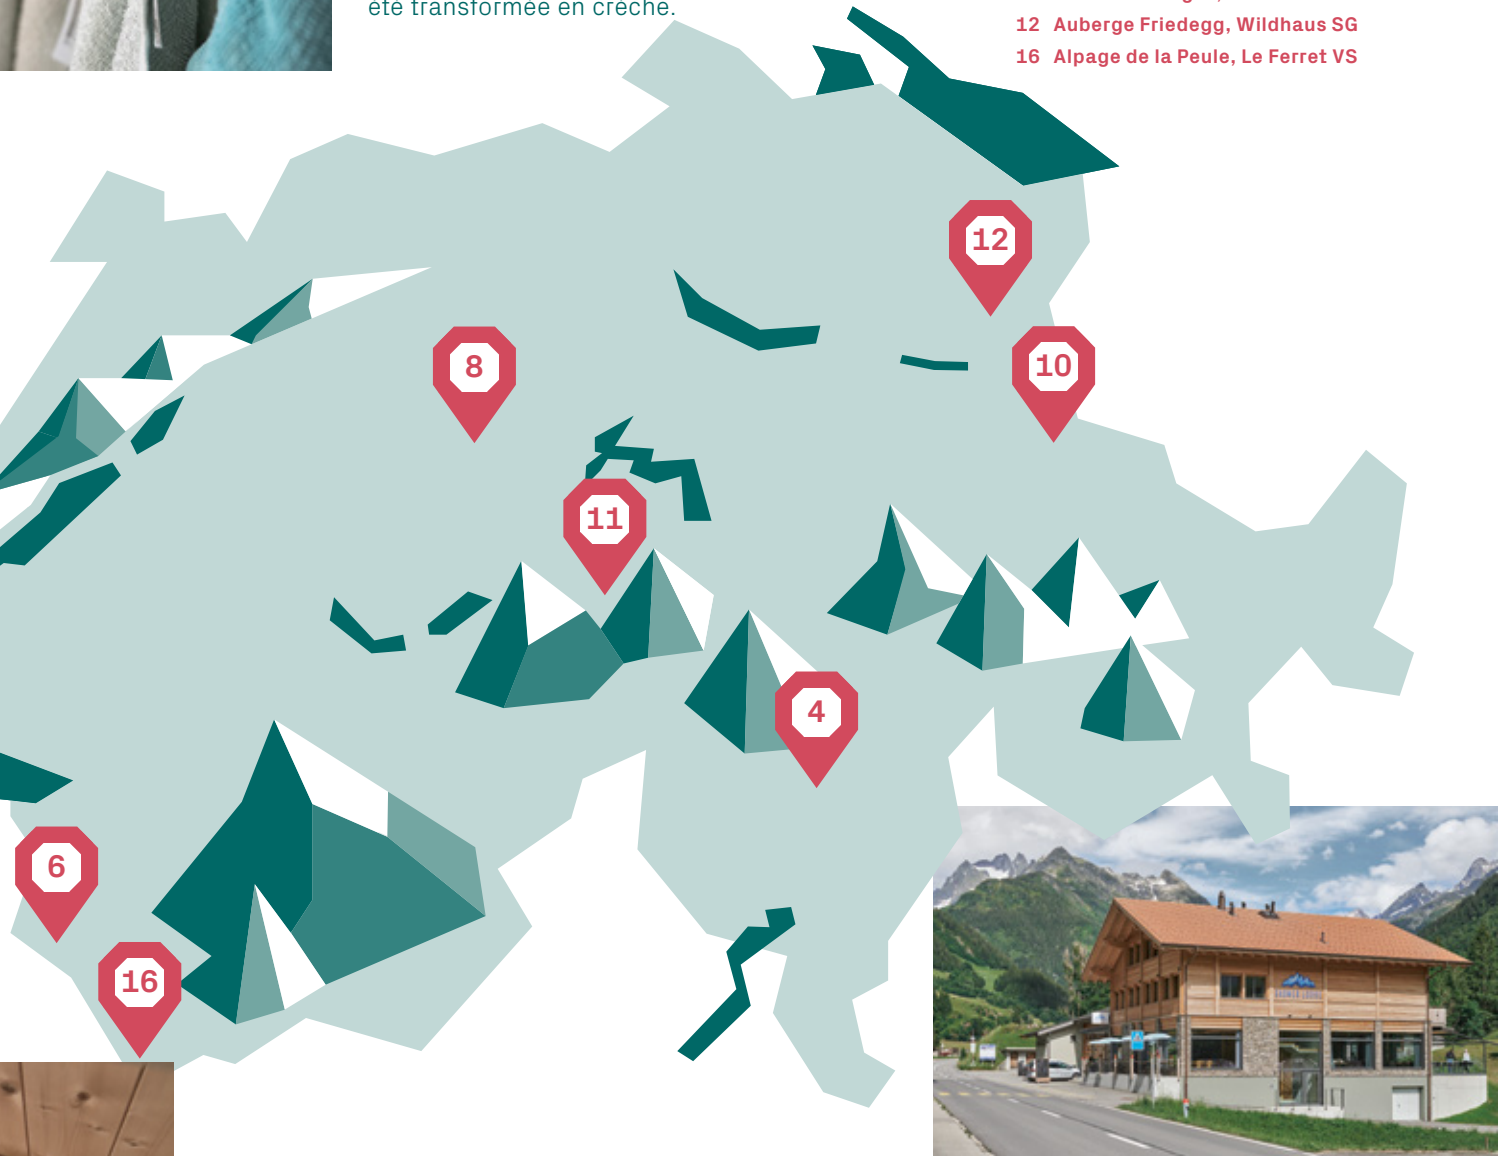 été transformée en crèche.
12 Auberge Friedegg, Wildhaus SG
16 Alpage de la Peule, Le Ferret VS
12
8
10
11
4
6
16